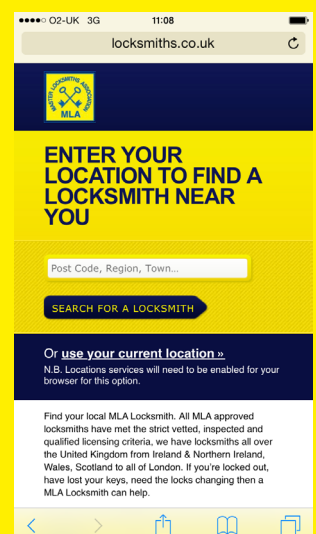 O2-UK 3G 11:08
locksmiths.co.uk
MASTER LOCKSMITHS ASSOCIATION
MLA
ENTER YOUR
LOCATION TO FIND A
LOCKSMITH NEAR
YOU
Post Code, Region, Town...
SEARCH FOR A LOCKSMITH
Or use your current location »
N.B. Locations services will need to be enabled for your
browser for this option.
Find your local MLA Locksmith. All MLA approved
locksmiths have met the strict vetted, inspected and
qualified licensing criteria, we have locksmiths all over
the United Kingdom from Ireland & Northern Ireland,
Wales, Scotland to all of London. If you're locked out,
have lost your keys, need the locks changing then a
MLA Locksmith can help.